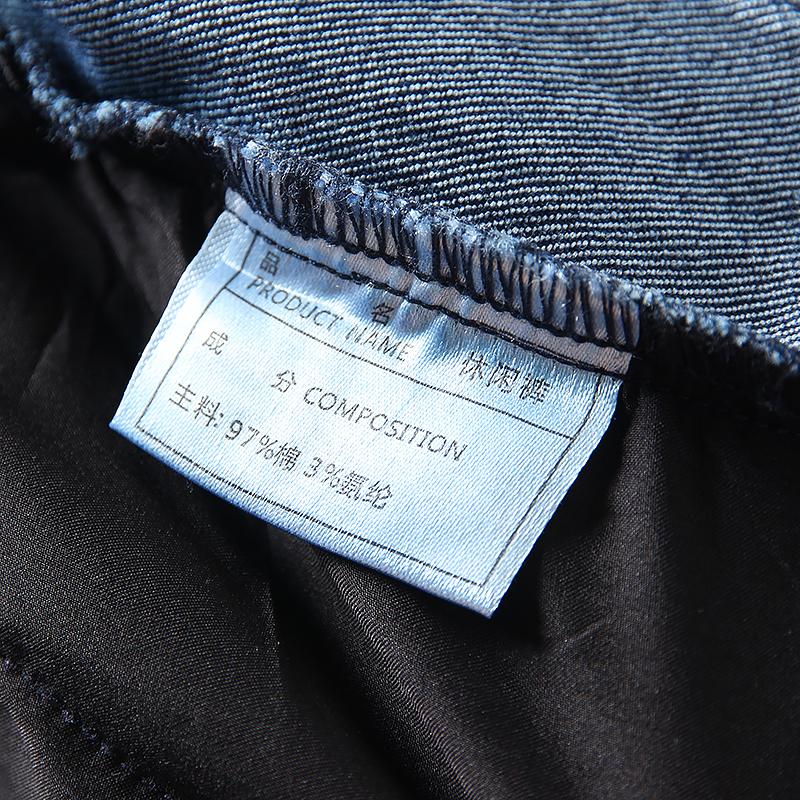 品 名
PRODUCT NAME 休闲裤
成 分 COMPOSITION
主料: 97%棉 3%氨纶